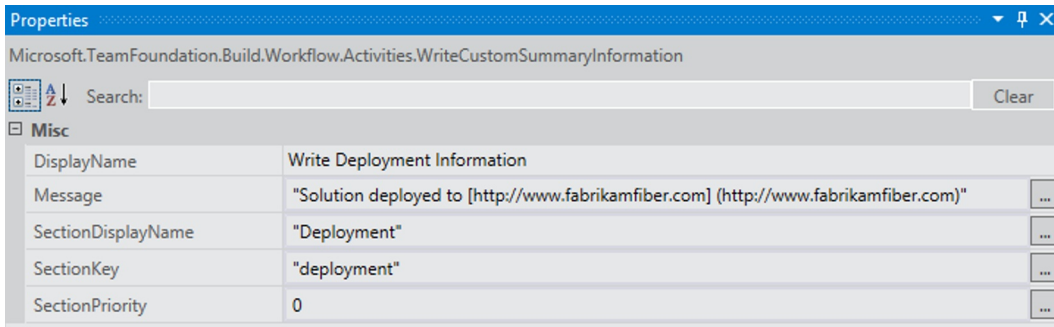 Properties
Microsoft.TeamFoundation.Build.Workflow.Activities.WriteCustomSummaryInformation
Search: Clear
Misc
DisplayName Write Deployment Information
Message "Solution deployed to [http://www.fabrikamfiber.com] (http://www.fabrikamfiber.com)" ...
SectionDisplayName "Deployment" ...
SectionKey "deployment" ...
SectionPriority 0 ...